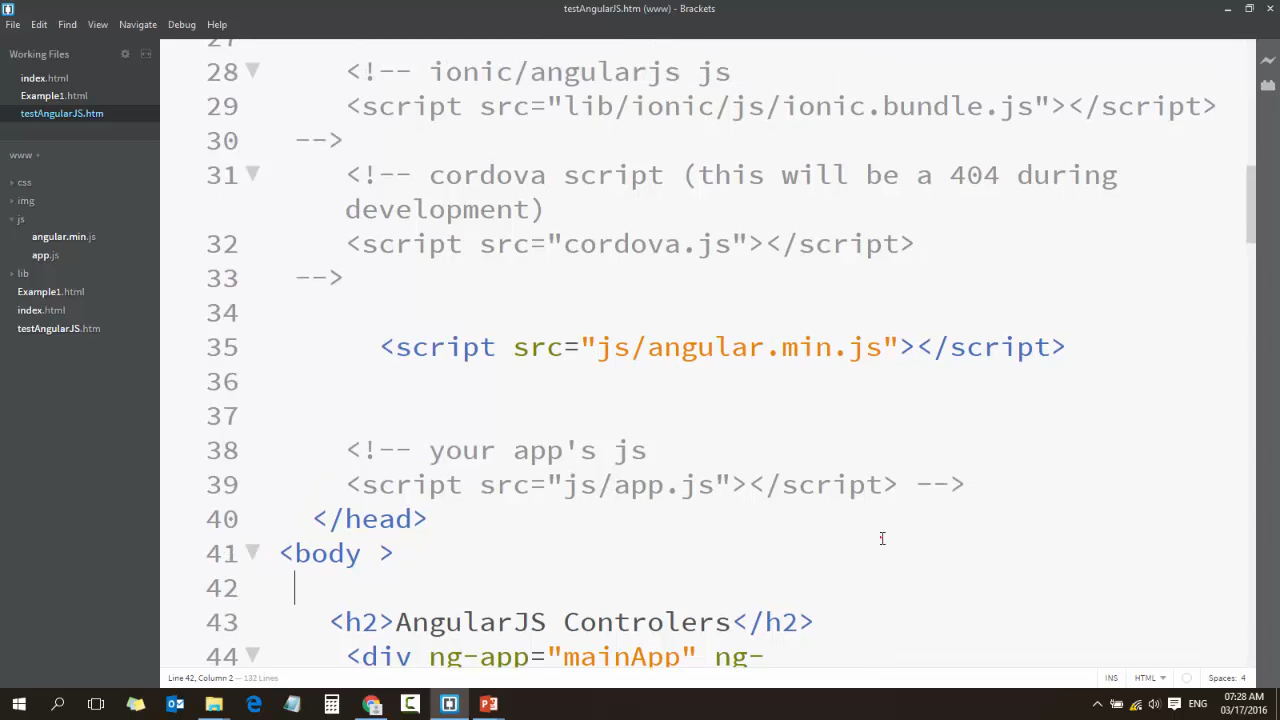 testAngularJS.htm (www) - Brackets
File Edit Find View Navigate Debug Help
Working Files
index.html
Example1.html
testAngularJS.htm
www
css
img
js
angular.min.js
app.js
lib
Example1.html
index.html
testAngularJS.htm
27
28 <!-- ionic/angularjs js
29 <script src="lib/ionic/js/ionic.bundle.js"></script>
30 -->
31 <!-- cordova script (this will be a 404 during
development)
32 <script src="cordova.js"></script>
33 -->
34
35 <script src="js/angular.min.js"></script>
36
37
38 <!-- your app's js
39 <script src="js/app.js"></script> -->
40 </head>
41 <body >
42
43 <h2>AngularJS Controlers</h2>
44 <div ng-app="mainApp" ng-
Line 42, Column 2 — 132 Lines
INS HTML Spaces: 4
07:28 AM
03/17/2016